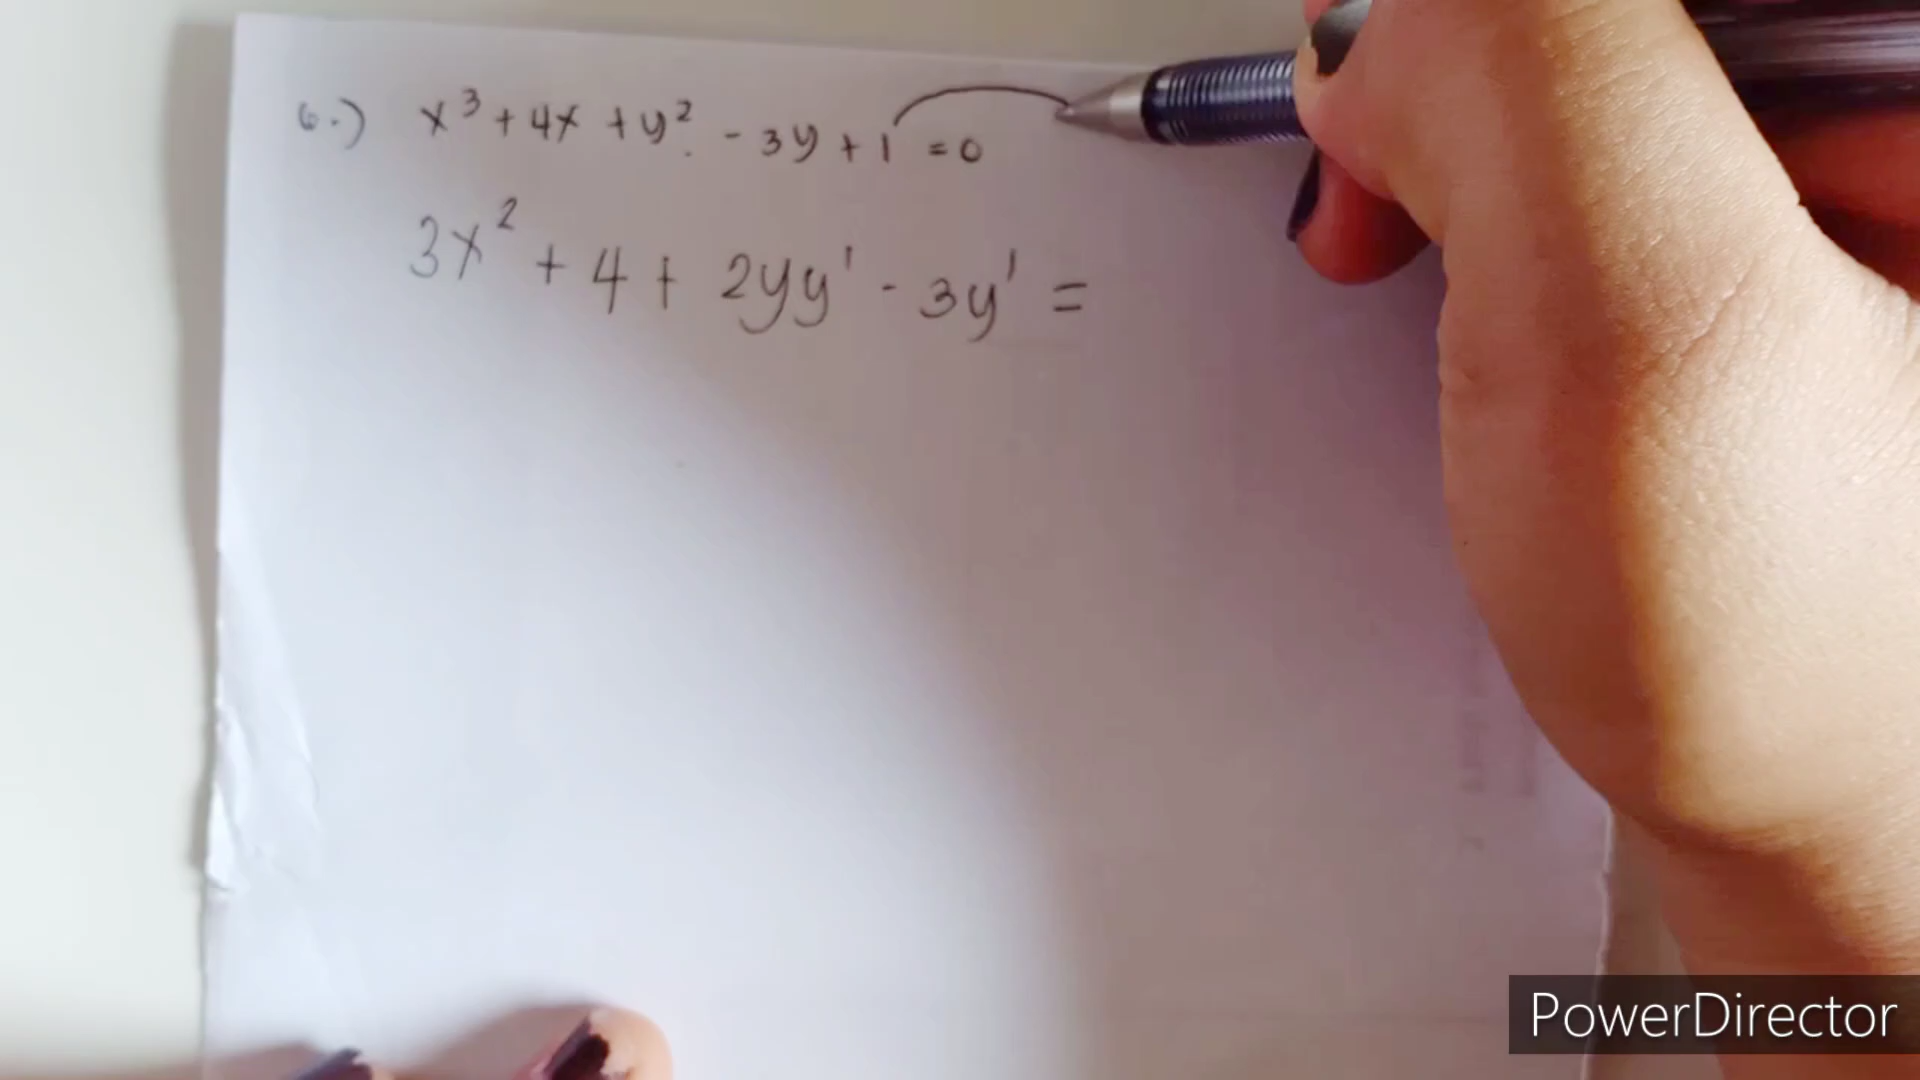 6.) x³ + 4x + y² - 3y + 1 = 0
3x² + 4 + 2yy' - 3y' =
PowerDirector